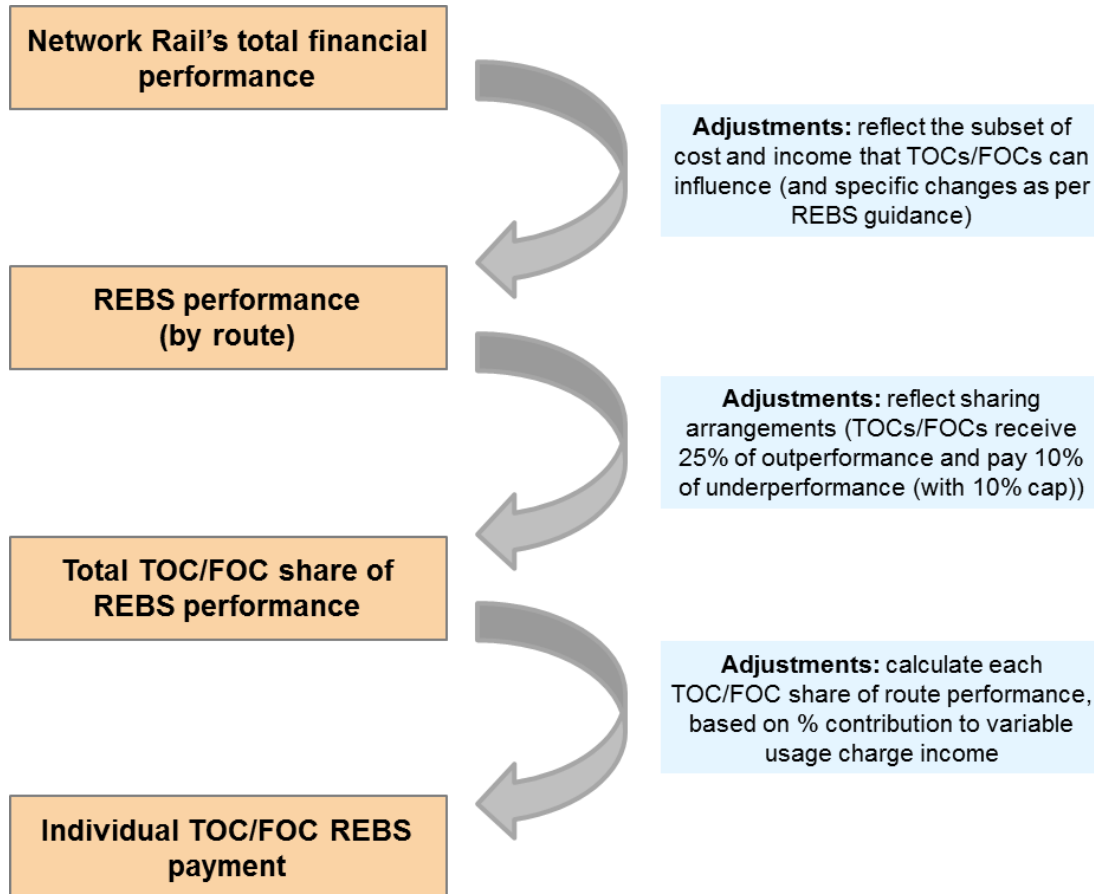 Network Rail's total financial
performance
Adjustments: reflect the subset of
cost and income that TOCs/FOCs can
influence (and specific changes as per
REBS guidance)
REBS performance
(by route)
Adjustments: reflect sharing
arrangements (TOCs/FOCs receive
25% of outperformance and pay 10%
of underperformance (with 10% cap))
Total TOC/FOC share of
REBS performance
Adjustments: calculate each
TOC/FOC share of route performance,
based on % contribution to variable
usage charge income
Individual TOC/FOC REBS
payment